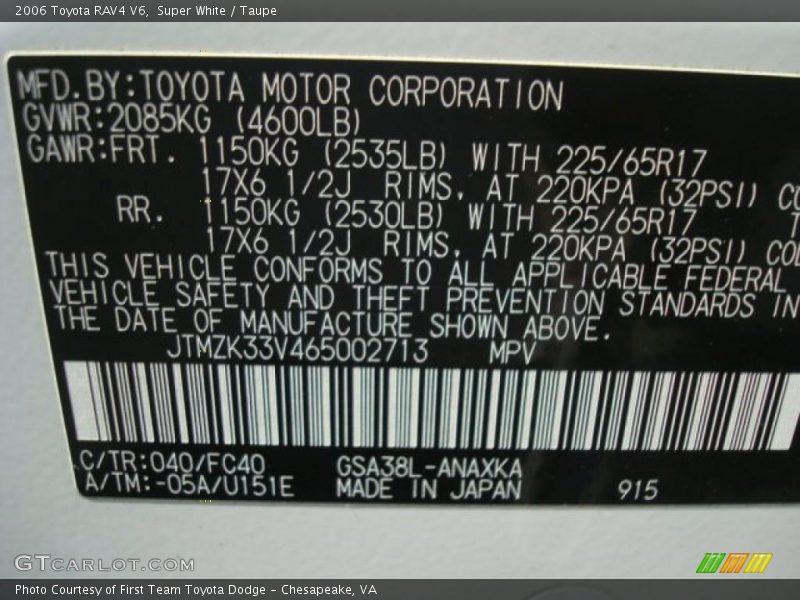 2006 Toyota RAV4 V6, Super White / Taupe
MFD.BY:TOYOTA MOTOR CORPORATION
GVWR:2085KG (4600LB)
GAWR:FRT. 1150KG (2535LB) WITH 225/65R17
17X6 1/2J RIMS, AT 220KPA (32PSI) CO
RR. 1150KG (2530LB) WITH 225/65R17 T
17X6 1/2J RIMS, AT 220KPA (32PSI) COL
THIS VEHICLE CONFORMS TO ALL APPLICABLE FEDERAL
VEHICLE SAFETY AND THEFT PREVENTION STANDARDS IN
THE DATE OF MANUFACTURE SHOWN ABOVE.
JTMZK33V465002713 MPV
C/TR:040/FC40 GSA38L-ANAXKA
A/TM:-05A/U151E MADE IN JAPAN 915
GTCARLOT.COM
Photo Courtesy of First Team Toyota Dodge - Chesapeake, VA